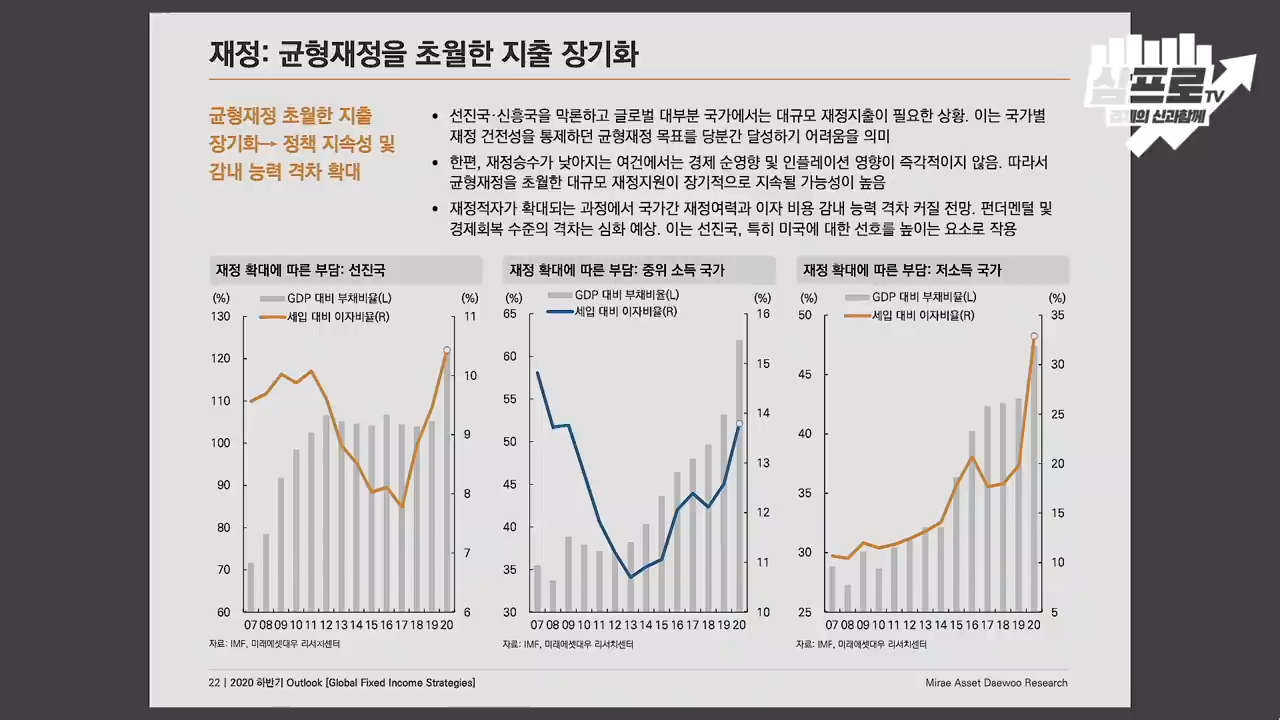 재정: 균형재정을 초월한 지출 장기화
삼프로TV
경제의 신과함께
균형재정 초월한 지출
장기화→ 정책 지속성 및
감내 능력 격차 확대
• 선진국·신흥국을 막론하고 글로벌 대부분 국가에서는 대규모 재정지출이 필요한 상황. 이는 국가별
재정 건전성을 통제하던 균형재정 목표를 당분간 달성하기 어려움을 의미
• 한편, 재정승수가 낮아지는 여건에서는 경제 순영향 및 인플레이션 영향이 즉각적이지 않음. 따라서
균형재정을 초월한 대규모 재정지원이 장기적으로 지속될 가능성이 높음
• 재정적자가 확대되는 과정에서 국가간 재정여력과 이자 비용 감내 능력 격차 커질 전망. 펀더멘털 및
경제회복 수준의 격차는 심화 예상. 이는 선진국, 특히 미국에 대한 선호를 높이는 요소로 작용
재정 확대에 따른 부담: 선진국
(%)
(%)
GDP 대비 부채비율(L)
세입 대비 이자비율(R)
130
120
110
100
90
80
70
60
11
10
9
8
7
6
07 08 09 10 11 12 13 14 15 16 17 18 19 20
자료: IMF, 미래에셋대우 리서치센터
재정 확대에 따른 부담: 중위 소득 국가
(%)
(%)
GDP 대비 부채비율(L)
세입 대비 이자비율(R)
65
60
55
50
45
40
35
30
16
15
14
13
12
11
10
07 08 09 10 11 12 13 14 15 16 17 18 19 20
자료: IMF, 미래에셋대우 리서치센터
재정 확대에 따른 부담: 저소득 국가
(%)
(%)
GDP 대비 부채비율(L)
세입 대비 이자비율(R)
50
45
40
35
30
25
35
30
25
20
15
10
5
07 08 09 10 11 12 13 14 15 16 17 18 19 20
자료: IMF, 미래에셋대우 리서치센터
22 | 2020 하반기 Outlook [Global Fixed Income Strategies]
Mirae Asset Daewoo Research